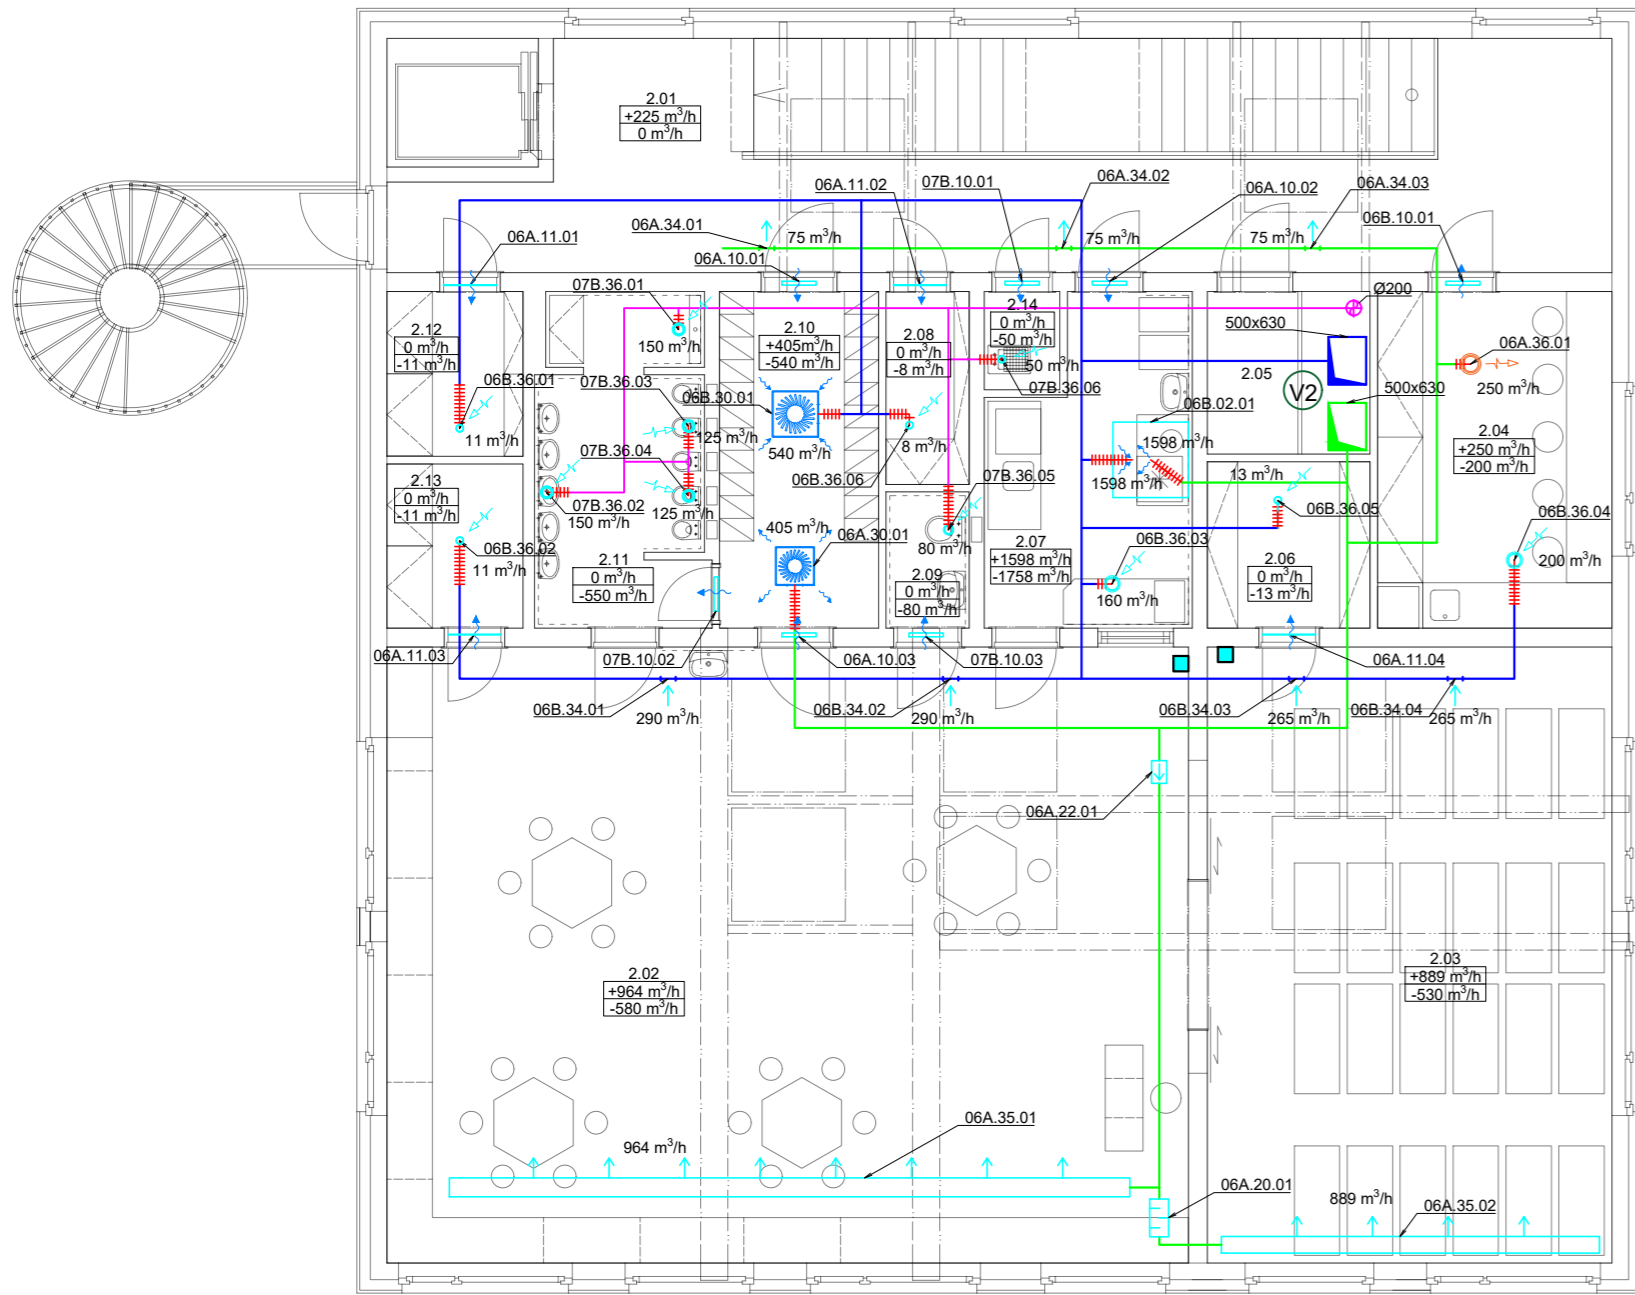 2.01
+225 m³/h
0 m³/h
06A.11.02
07B.10.01
06A.34.02
06A.10.02
06A.34.03
06B.10.01
06A.11.01
06A.34.01
75 m³/h
75 m³/h
75 m³/h
06A.10.01
07B.36.01
Ø200
500x630
2.12
0 m³/h
-11 m³/h
150 m³/h
2.10
+405m³/h
-540 m³/h
2.08
0 m³/h
-8 m³/h
2.14
0 m³/h
-50 m³/h
50 m³/h
06A.36.01
250 m³/h
06B.36.01
07B.36.03
06B.30.01
07B.36.06
2.05
V2
500x630
06B.02.01
11 m³/h
125 m³/h
540 m³/h
8 m³/h
1598 m³/h
2.04
+250 m³/h
-200 m³/h
07B.36.04
06B.36.06
07B.36.05
1598 m³/h
13 m³/h
2.13
0 m³/h
-11 m³/h
07B.36.02
150 m³/h
125 m³/h
405 m³/h
06A.30.01
06B.36.05
06B.36.04
06B.36.02
11 m³/h
80 m³/h
2.07
+1598 m³/h
-1758 m³/h
06B.36.03
200 m³/h
2.11
0 m³/h
-550 m³/h
2.09
0 m³/h
-80 m³/h
160 m³/h
2.06
0 m³/h
-13 m³/h
06A.11.03
07B.10.02
06A.10.03
07B.10.03
06A.11.04
06B.34.01
290 m³/h
06B.34.02
290 m³/h
06B.34.03
265 m³/h
06B.34.04
265 m³/h
06A.22.01
2.02
+964 m³/h
-580 m³/h
2.03
+889 m³/h
-530 m³/h
964 m³/h
06A.35.01
06A.20.01
889 m³/h
06A.35.02